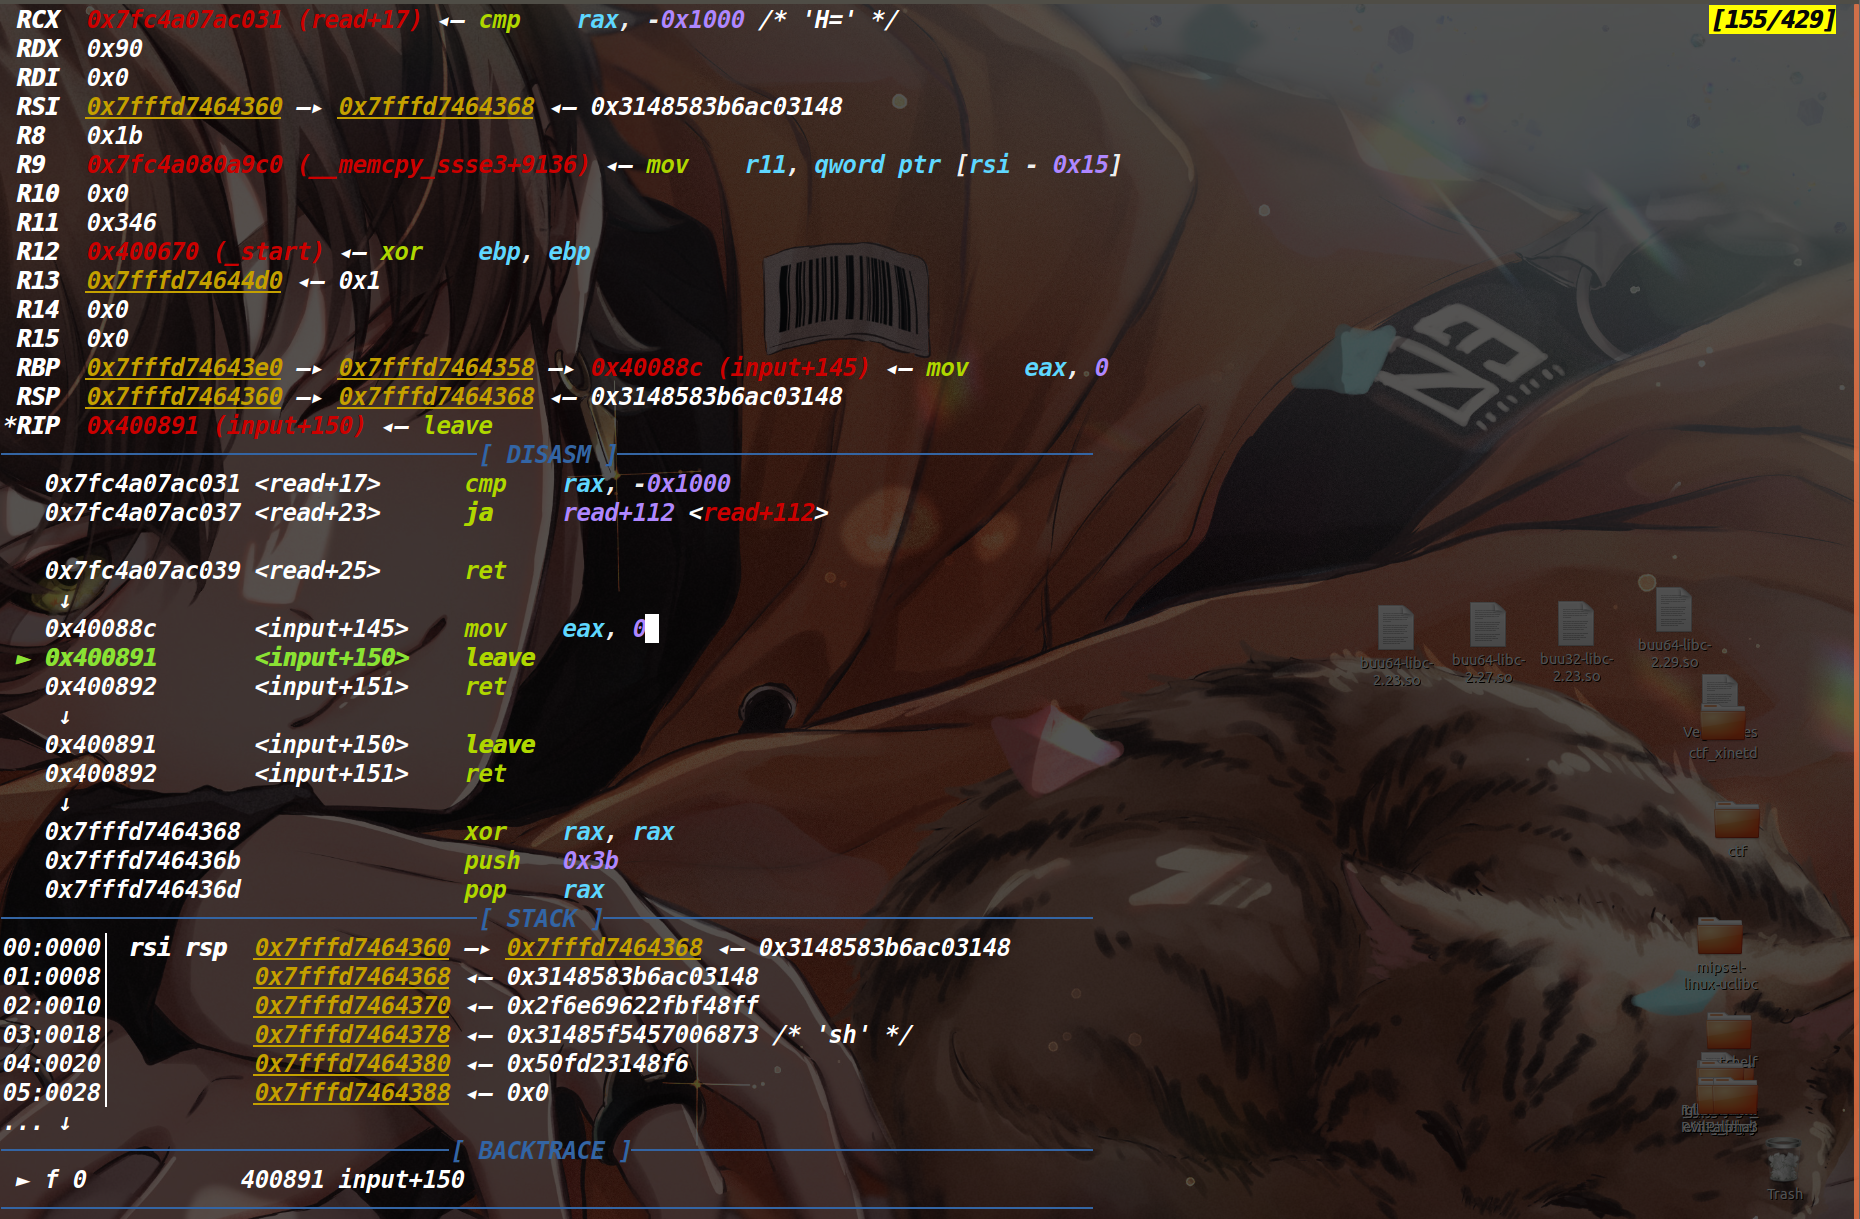 RCX  0x7fc4a07ac031 (read+17) ◂— cmp    rax, -0x1000 /* 'H=' */
[155/429]
RDX  0x90
RDI  0x0
RSI  0x7fffd7464360 —▸ 0x7fffd7464368 ◂— 0x3148583b6ac03148
R8   0x1b
R9   0x7fc4a080a9c0 (__memcpy_ssse3+9136) ◂— mov    r11, qword ptr [rsi - 0x15]
R10  0x0
R11  0x346
R12  0x400670 (_start) ◂— xor    ebp, ebp
R13  0x7fffd74644d0 ◂— 0x1
R14  0x0
R15  0x0
RBP  0x7fffd74643e0 —▸ 0x7fffd7464358 —▸ 0x40088c (input+145) ◂— mov    eax, 0
RSP  0x7fffd7464360 —▸ 0x7fffd7464368 ◂— 0x3148583b6ac03148
*RIP  0x400891 (input+150) ◂— leave
[ DISASM ]
0x7fc4a07ac031 <read+17>      cmp    rax, -0x1000
0x7fc4a07ac037 <read+23>      ja     read+112 <read+112>
0x7fc4a07ac039 <read+25>      ret
↓
0x40088c       <input+145>    mov    eax, 0
► 0x400891       <input+150>    leave
0x400892       <input+151>    ret
↓
0x400891       <input+150>    leave
0x400892       <input+151>    ret
↓
0x7fffd7464368                xor    rax, rax
0x7fffd746436b                push   0x3b
0x7fffd746436d                pop    rax
[ STACK ]
00:0000│  rsi rsp  0x7fffd7464360 —▸ 0x7fffd7464368 ◂— 0x3148583b6ac03148
01:0008│           0x7fffd7464368 ◂— 0x3148583b6ac03148
02:0010│           0x7fffd7464370 ◂— 0x2f6e69622fbf48ff
03:0018│           0x7fffd7464378 ◂— 0x31485f5457006873 /* 'sh' */
04:0020│           0x7fffd7464380 ◂— 0x50fd23148f6
05:0028│           0x7fffd7464388 ◂— 0x0
... ↓
[ BACKTRACE ]
► f 0           400891 input+150
buu64-libc-
2.23.so
buu64-libc-
2.27.so
buu32-libc-
2.23.so
buu64-libc-
2.29.so
ctf_xinetd
ctf
mipsel-
linux-uclibc
Trash